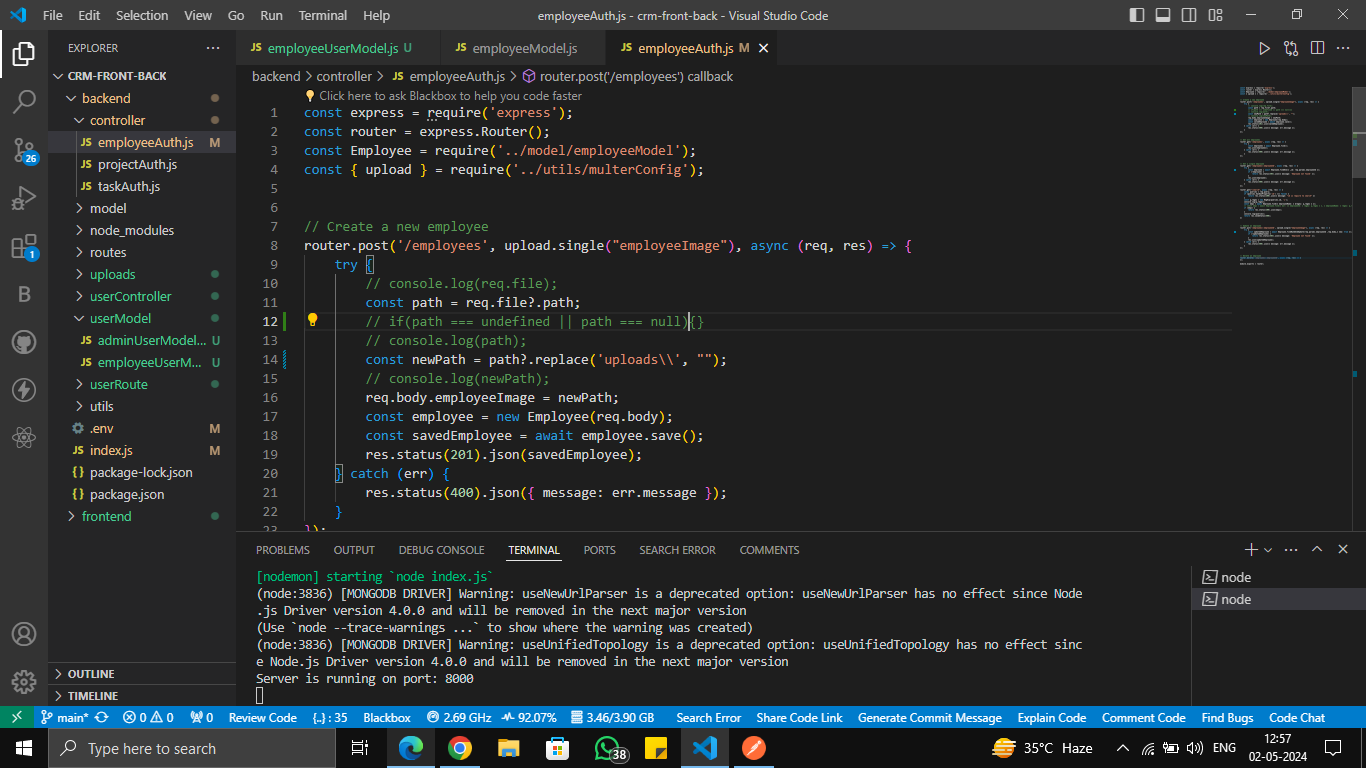 File Edit Selection View Go Run Terminal Help
employeeAuth.js - crm-front-back - Visual Studio Code
EXPLORER
CRM-FRONT-BACK
backend
controller
JS employeeAuth.js M
JS projectAuth.js
JS taskAuth.js
model
node_modules
routes
uploads
userController
userModel
JS adminUserModel... U
JS employeeUserM... U
userRoute
utils
.env M
JS index.js M
{} package-lock.json
{} package.json
frontend
OUTLINE
TIMELINE
26
1
B
JS employeeUserModel.js U
JS employeeModel.js
JS employeeAuth.js M
backend > controller > JS employeeAuth.js > router.post('/employees') callback
Click here to ask Blackbox to help you code faster
1 const express = require('express');
2 const router = express.Router();
3 const Employee = require('../model/employeeModel');
4 const { upload } = require('../utils/multerConfig');
5
6
7 // Create a new employee
8 router.post('/employees', upload.single("employeeImage"), async (req, res) => {
9 try {
10 // console.log(req.file);
11 const path = req.file?.path;
12 // if(path === undefined || path === null){}
13 // console.log(path);
14 const newPath = path?.replace('uploads\\', "");
15 // console.log(newPath);
16 req.body.employeeImage = newPath;
17 const employee = new Employee(req.body);
18 const savedEmployee = await employee.save();
19 res.status(201).json(savedEmployee);
20 } catch (err) {
21 res.status(400).json({ message: err.message });
22 }
23 });
PROBLEMS OUTPUT DEBUG CONSOLE TERMINAL PORTS SEARCH ERROR COMMENTS
[nodemon] starting `node index.js`
(node:3836) [MONGODB DRIVER] Warning: useNewUrlParser is a deprecated option: useNewUrlParser has no effect since Node
.js Driver version 4.0.0 and will be removed in the next major version
(Use `node --trace-warnings ...` to show where the warning was created)
(node:3836) [MONGODB DRIVER] Warning: useUnifiedTopology is a deprecated option: useUnifiedTopology has no effect sinc
e Node.js Driver version 4.0.0 and will be removed in the next major version
Server is running on port: 8000
node
node
main* 0 0 0 Review Code {..} : 35 Blackbox 2.69 GHz 92.07% 3.46/3.90 GB Search Error Share Code Link Generate Commit Message Explain Code Comment Code Find Bugs Code Chat
Type here to search
38
35°C Haze
ENG
12:57
02-05-2024